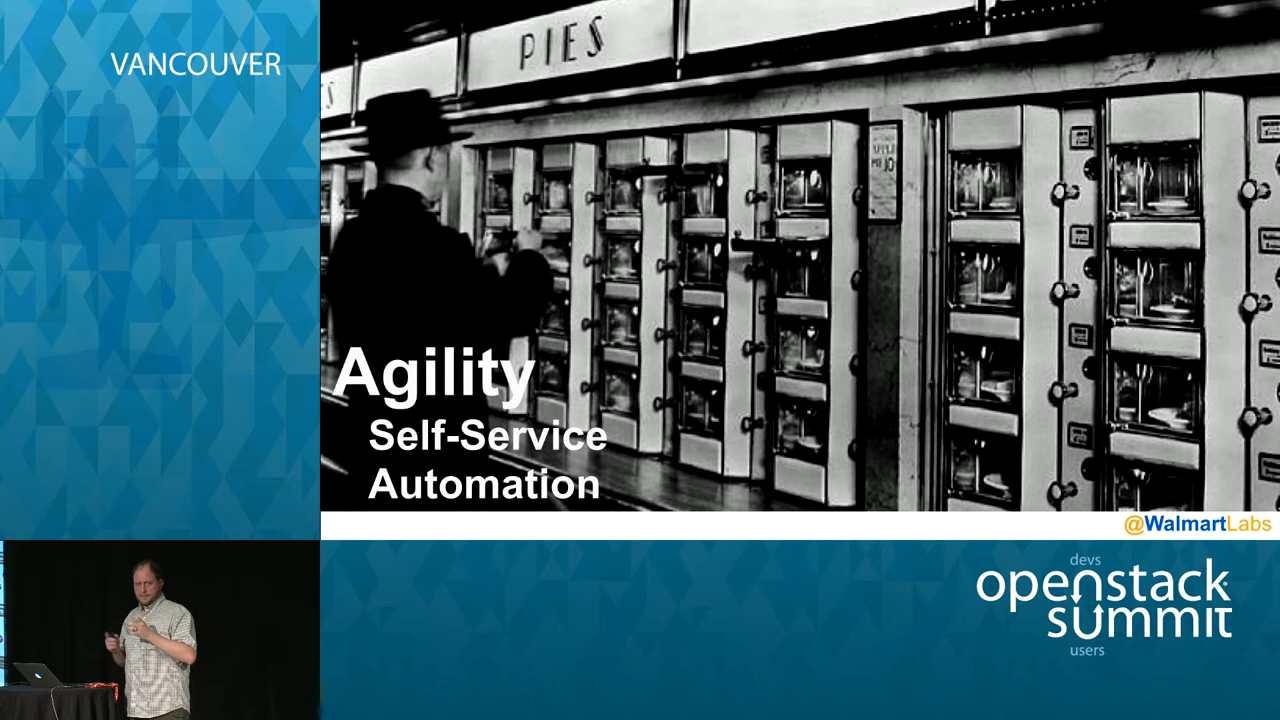 VANCOUVER
PIES
Agility
Self-Service
Automation
@WalmartLabs
devs
openstack
summit
users